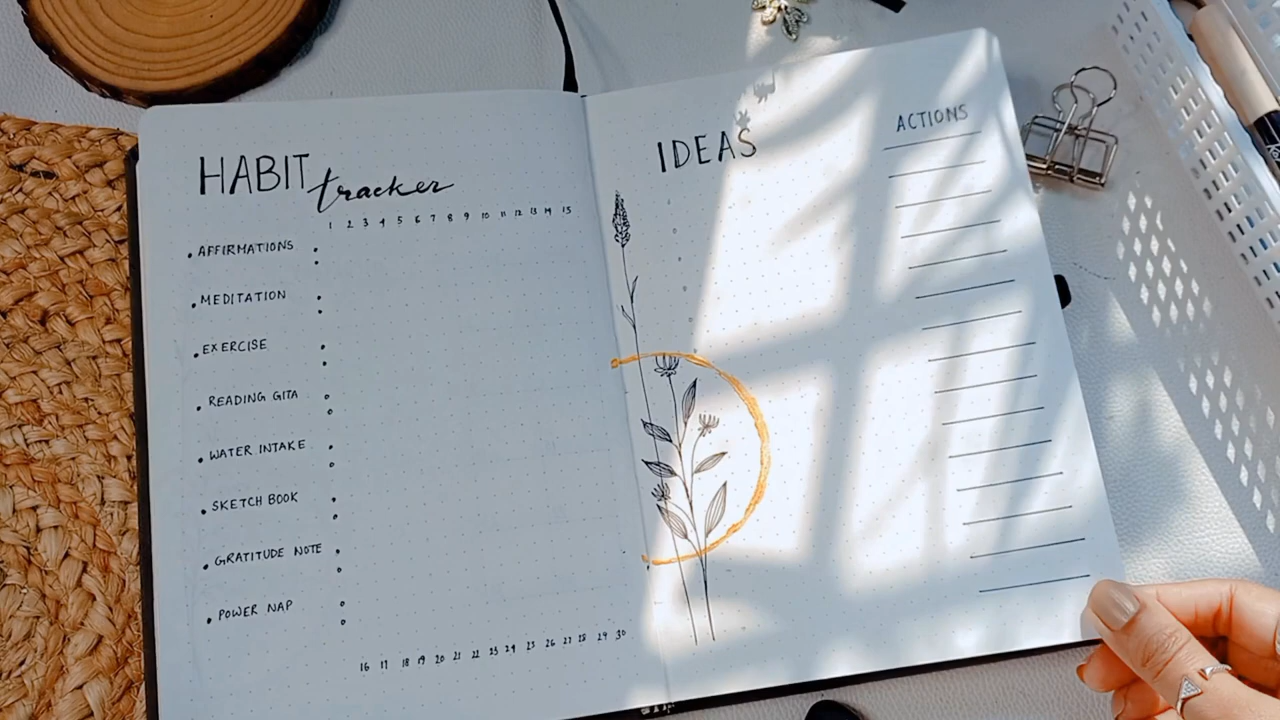 HABIT tracker
1 2 3 4 5 6 7 8 9 10 11 12 13 14 15
• AFFIRMATIONS
• MEDITATION
• EXERCISE
• READING GITA
• WATER INTAKE
• SKETCH BOOK
• GRATITUDE NOTE
• POWER NAP
16 17 18 19 20 21 22 23 24 25 26 27 28 29 30
IDEAS
ACTIONS